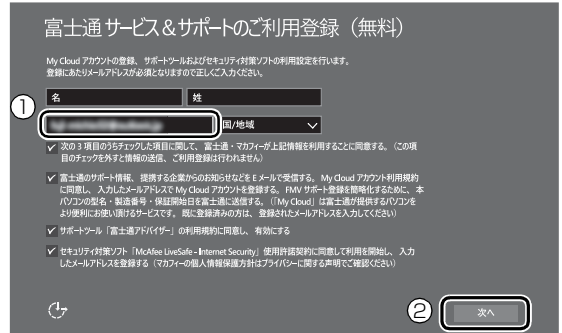 富士通サービス＆サポートのご利用登録（無料）
My Cloud アカウントの登録、サポートツールおよびセキュリティ対策ソフトの利用設定を行います。
登録にあたりメールアドレスが必須となりますので正しくご入力ください。
名 姓
①
国/地域
次の 3 項目のうちチェックした項目に関して、富士通・マカフィーが上記情報を利用することに同意する。（この項
目のチェックを外すと情報の送信、ご利用登録は行われません）
富士通のサポート情報、提携する企業からのお知らせなどを E メールで受信する。My Cloud アカウント利用規約
に同意し、入力したメールアドレスで My Cloud アカウントを登録する。FMV サポート登録を簡略化するために、本
パソコンの型名・製造番号・保証開始日を富士通に送信する。（「My Cloud」は富士通が提供するパソコンを
より便利にお使い頂けるサービスです。既に登録済みの方は、登録されたメールアドレスを入力してください）
サポートツール「富士通アドバイザー」の利用規約に同意し、有効にする
セキュリティ対策ソフト「McAfee LiveSafe - Internet Security」使用許諾契約に同意して利用を開始し、入力
したメールアドレスを登録する（マカフィーの個人情報保護方針はプライバシーに関する声明でご確認ください）
② 次へ